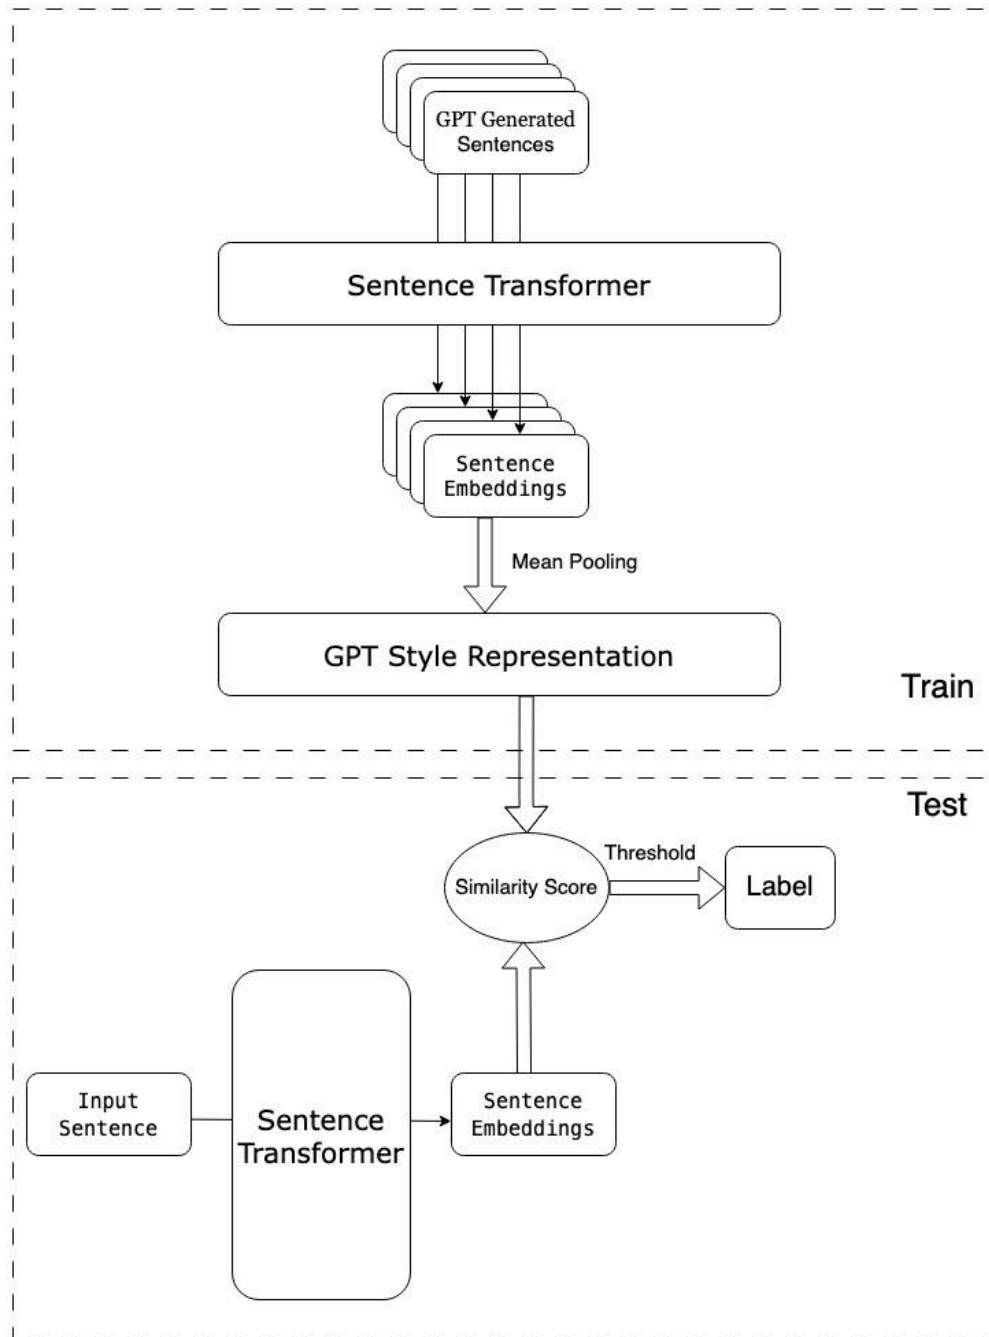 GPT Generated
Sentences
Sentence Transformer
Sentence
Embeddings
Mean Pooling
GPT Style Representation
Train
Test
Threshold
Similarity Score
Label
Input
Sentence
Sentence
Transformer
Sentence
Embeddings